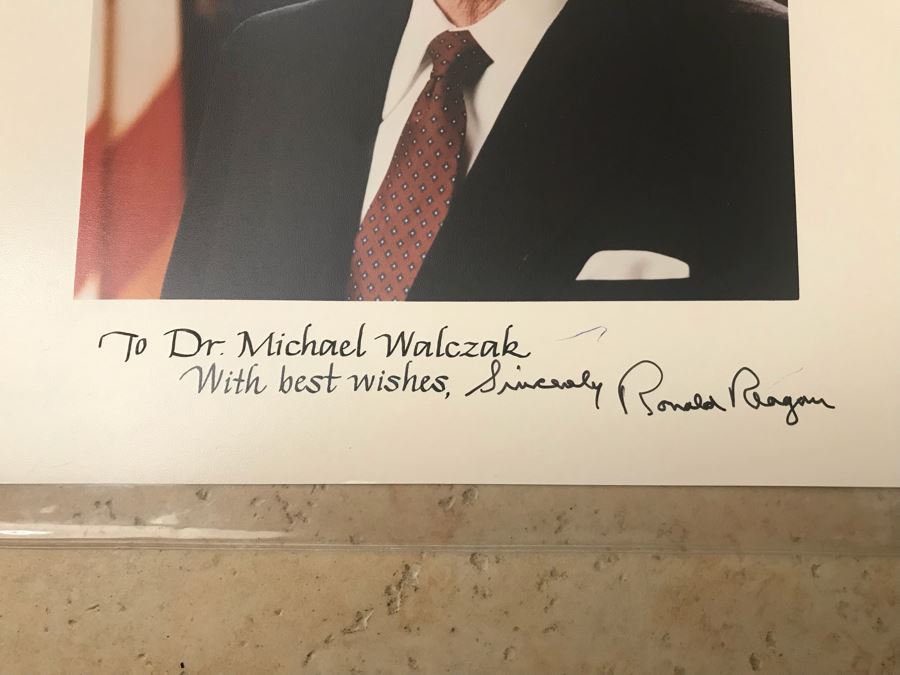 To Dr. Michael Walczak
With best wishes, Sincerely Ronald Reagan